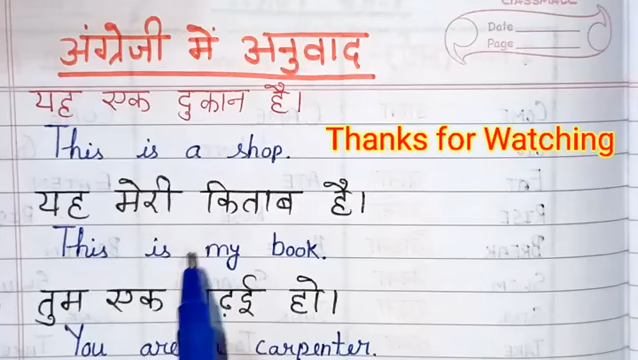 CLASSMATE
Date
Page
अंग्रेजी में अनुवाद
यह एक दुकान है।
This is a shop.
Thanks for Watching
यह मेरी किताब है।
This is my book.
तुम एक ढ़ई हो।
You are carpenter.